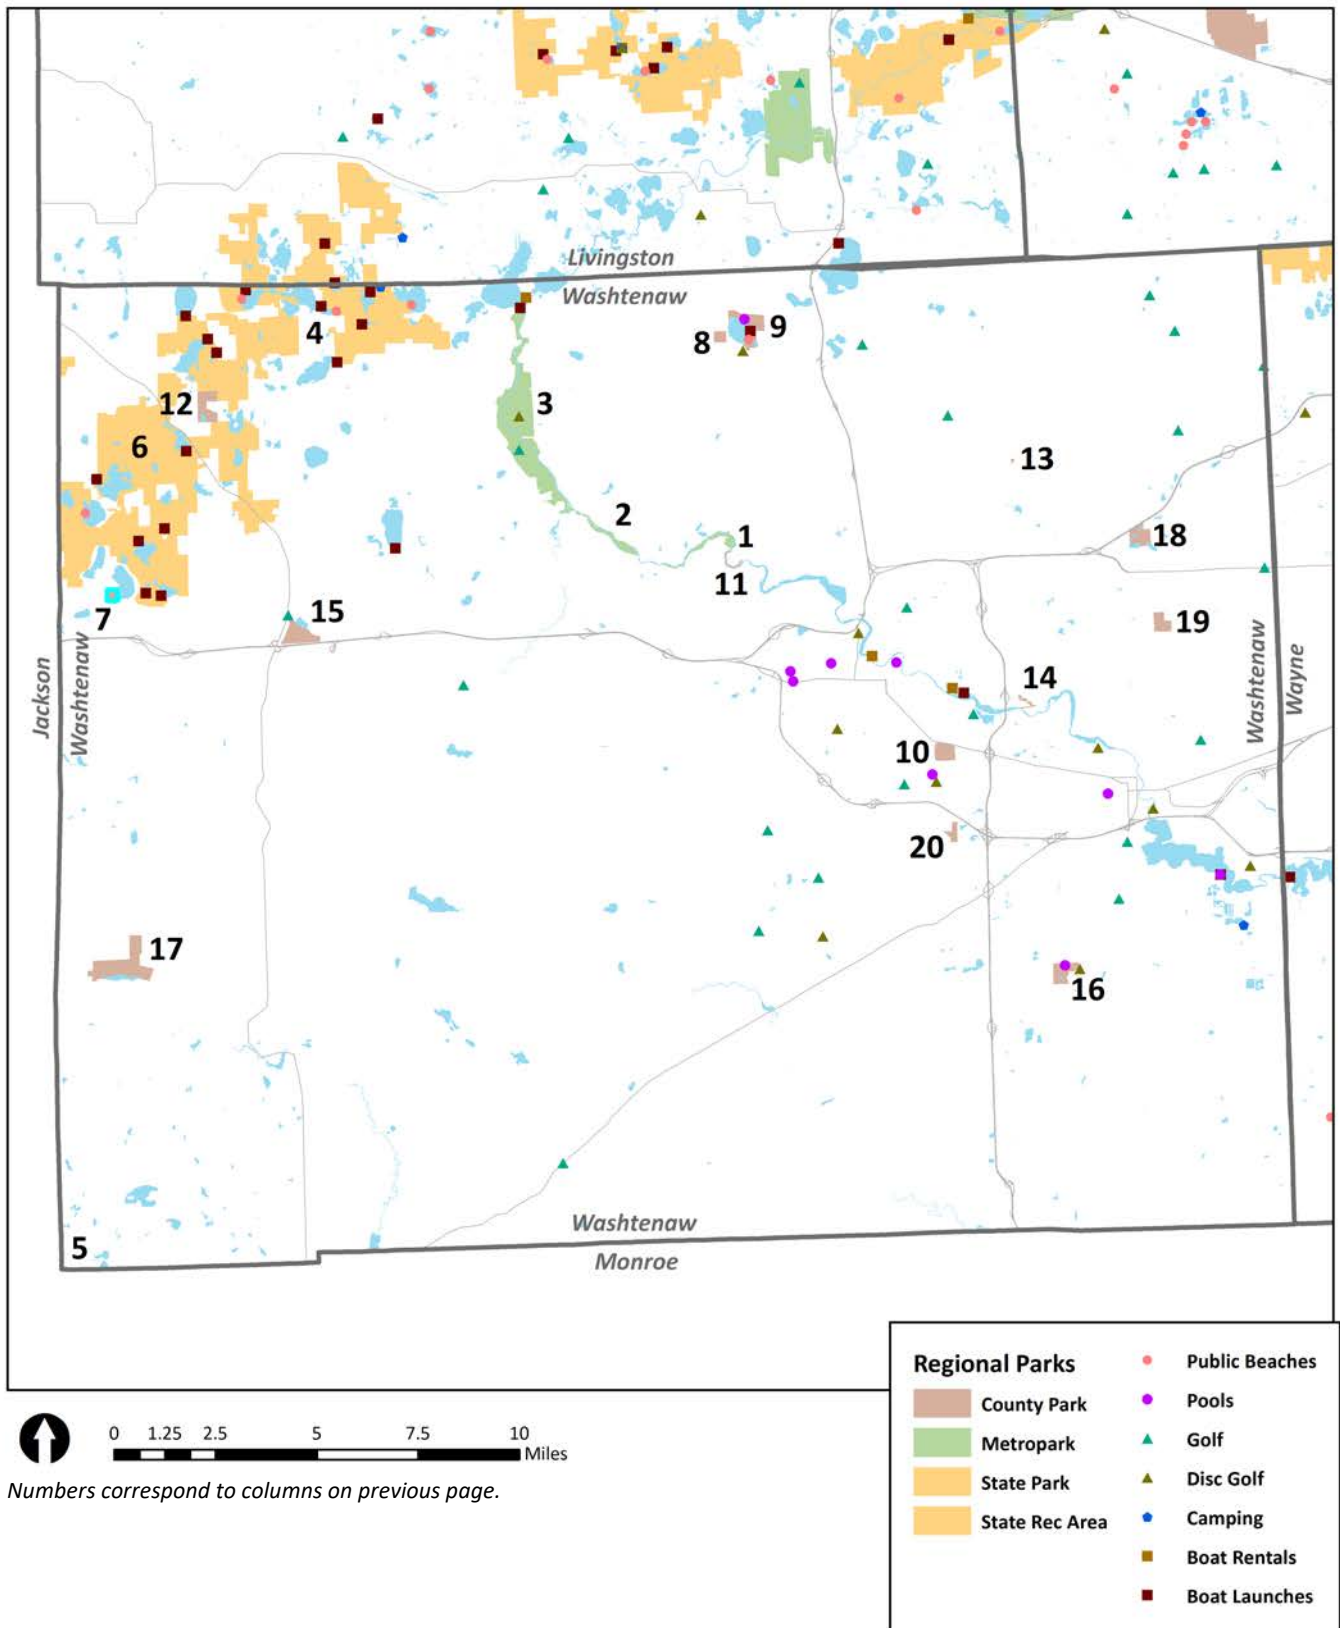 Livingston
Washtenaw
8
9
4
12
3
6
13
2
1
18
11
7
15
19
Jackson
Washtenaw
Washtenaw
Wayne
14
10
20
17
16
5
Washtenaw
Monroe
Regional Parks
County Park
Metropark
State Park
State Rec Area
Public Beaches
Pools
Golf
Disc Golf
Camping
Boat Rentals
Boat Launches
0 1.25 2.5 5 7.5 10
Miles
Numbers correspond to columns on previous page.